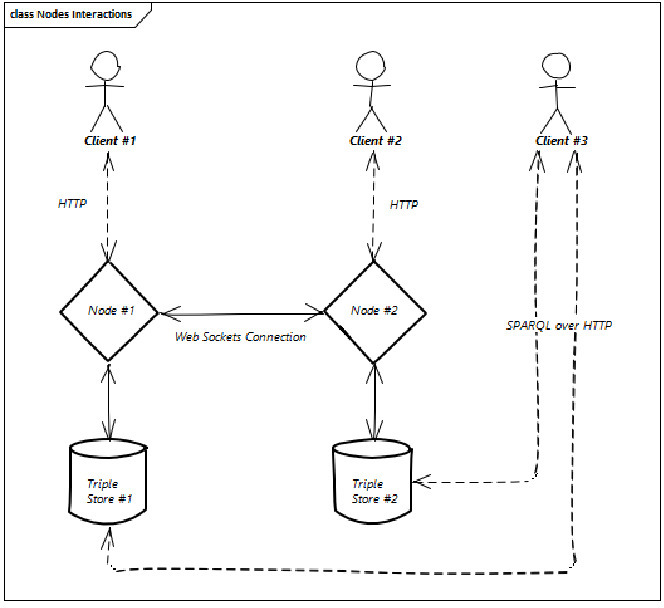 class Nodes Interactions
Client #1
Client #2
Client #3
HTTP
HTTP
Node #1
Node #2
Web Sockets Connection
SPARQL over HTTP
Triple
Store #1
Triple
Store #2